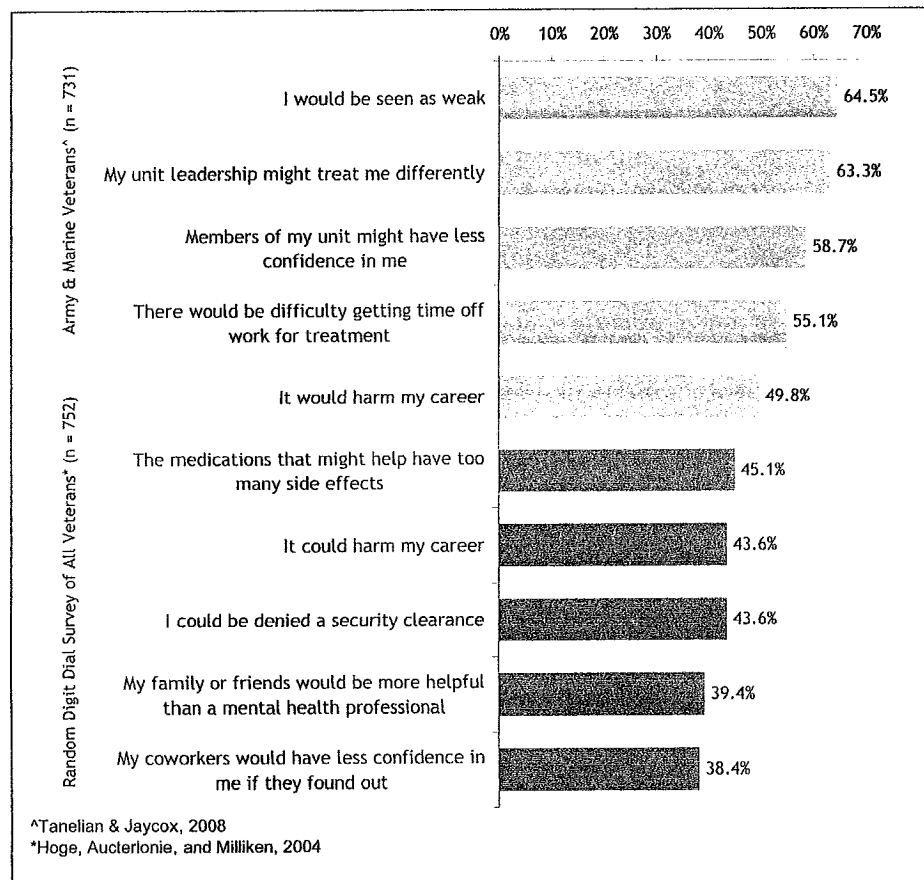 0% 10% 20% 30% 40% 50% 60% 70%
Army & Marine Veterans^ (n = 731)
I would be seen as weak 64.5%
My unit leadership might treat me differently 63.3%
Members of my unit might have less
confidence in me 58.7%
There would be difficulty getting time off
work for treatment 55.1%
It would harm my career 49.8%
Random Digit Dial Survey of All Veterans* (n = 752)
The medications that might help have too
many side effects 45.1%
It could harm my career 43.6%
I could be denied a security clearance 43.6%
My family or friends would be more helpful
than a mental health professional 39.4%
My coworkers would have less confidence in
me if they found out 38.4%
^Tanelian & Jaycox, 2008
*Hoge, Aucterlonie, and Milliken, 2004